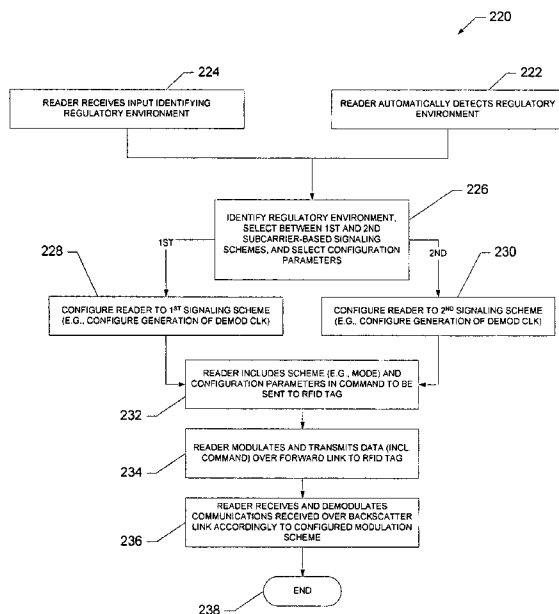 220
224
222
READER RECEIVES INPUT IDENTIFYING
REGULATORY ENVIRONMENT
READER AUTOMATICALLY DETECTS REGULATORY
ENVIRONMENT
226
IDENTIFY REGULATORY ENVIRONMENT,
SELECT BETWEEN 1ST AND 2ND
SUBCARRIER-BASED SIGNALING
SCHEMES, AND SELECT CONFIGURATION
PARAMETERS
1ST
2ND
228
230
CONFIGURE READER TO 1ST SIGNALING SCHEME
(E.G., CONFIGURE GENERATION OF DEMOD CLK)
CONFIGURE READER TO 2ND SIGNALING SCHEME
(E.G., CONFIGURE GENERATION OF DEMOD CLK)
READER INCLUDES SCHEME (E.G., MODE) AND
CONFIGURATION PARAMETERS IN COMMAND TO BE
SENT TO RFID TAG
232
READER MODULATES AND TRANSMITS DATA (INCL.
COMMAND) OVER FORWARD LINK TO RFID TAG
234
READER RECEIVES AND DEMODULATES
COMMUNICATIONS RECEIVED OVER BACKSCATTER
LINK ACCORDINGLY TO CONFIGURED MODULATION
SCHEME
236
END
238